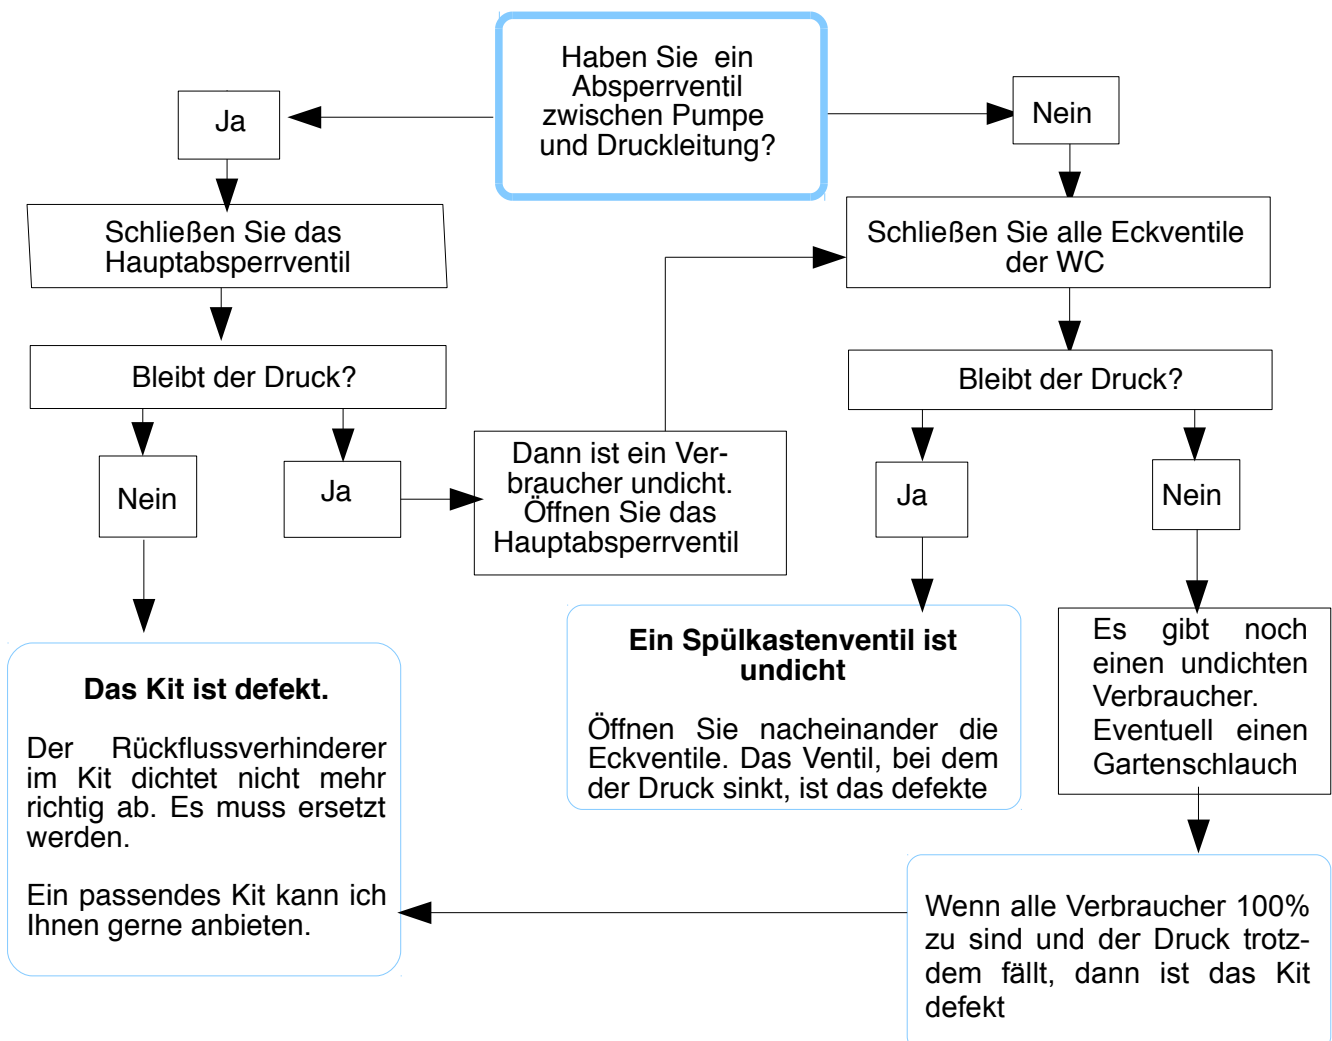 Haben Sie ein
Absperrventil
zwischen Pumpe
und Druckleitung?
Ja
Nein
Schließen Sie das
Hauptabsperrventil
Schließen Sie alle Eckventile
der WC
Bleibt der Druck?
Bleibt der Druck?
Nein
Ja
Dann ist ein Ver-
braucher undicht.
Öffnen Sie das
Hauptabsperrventil
Ja
Nein
Das Kit ist defekt.
Der Rückflussverhinderer
im Kit dichtet nicht mehr
richtig ab. Es muss ersetzt
werden.
Ein passendes Kit kann ich
Ihnen gerne anbieten.
Ein Spülkastenventil ist
undicht
Öffnen Sie nacheinander die
Eckventile. Das Ventil, bei dem
der Druck sinkt, ist das defekte
Es gibt noch
einen undichten
Verbraucher.
Eventuell einen
Gartenschlauch
Wenn alle Verbraucher 100%
zu sind und der Druck trotz-
dem fällt, dann ist das Kit
defekt